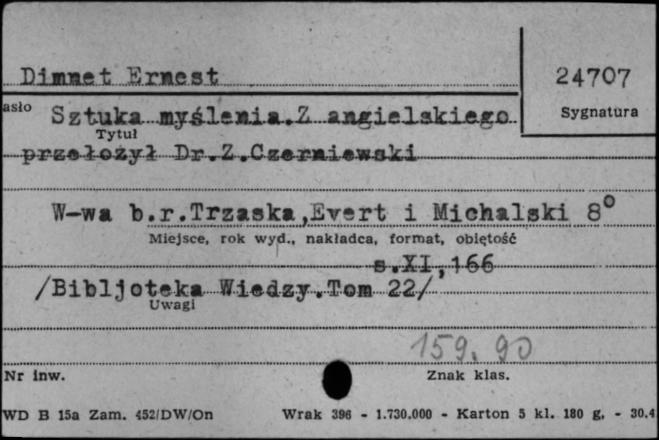 Dimnet Ernest
24707
asło
Sztuka myślenia.Z angielskiego
Sygnatura
Tytuł
przełożył Dr.Z.Czerniewski
W-wa b.r.Trzaska,Evert i Michalski 8°
Miejsce, rok wyd., nakładca, format, obiętość
s.XI,166
/Bibljoteka Wiedzy.Tom 22/
Uwagi
159.90
Nr inw.
Znak klas.
WD B 15a Zam. 452/DW/On Wrak 396 - 1.730.000 - Karton 5 kl. 180 g. - 30.4